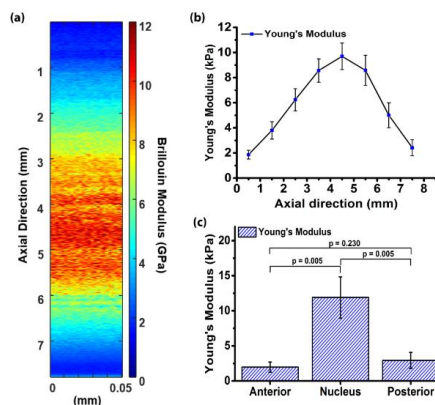 (a)
12
10
8
6
4
2
0
1
2
3
4
5
6
7
Axial Direction (mm)
Brillouin Modulus (GPa)
0
0.05
(mm)
(b)
Young's Modulus
12
10
8
6
4
2
0
Young's Modulus (kPa)
0 1 2 3 4 5 6 7 8
Axial direction (mm)
(c)
Young's Modulus
p = 0.230
p = 0.005
p = 0.005
20
15
10
5
0
Young's Modulus (kPa)
Anterior
Nucleus
Posterior